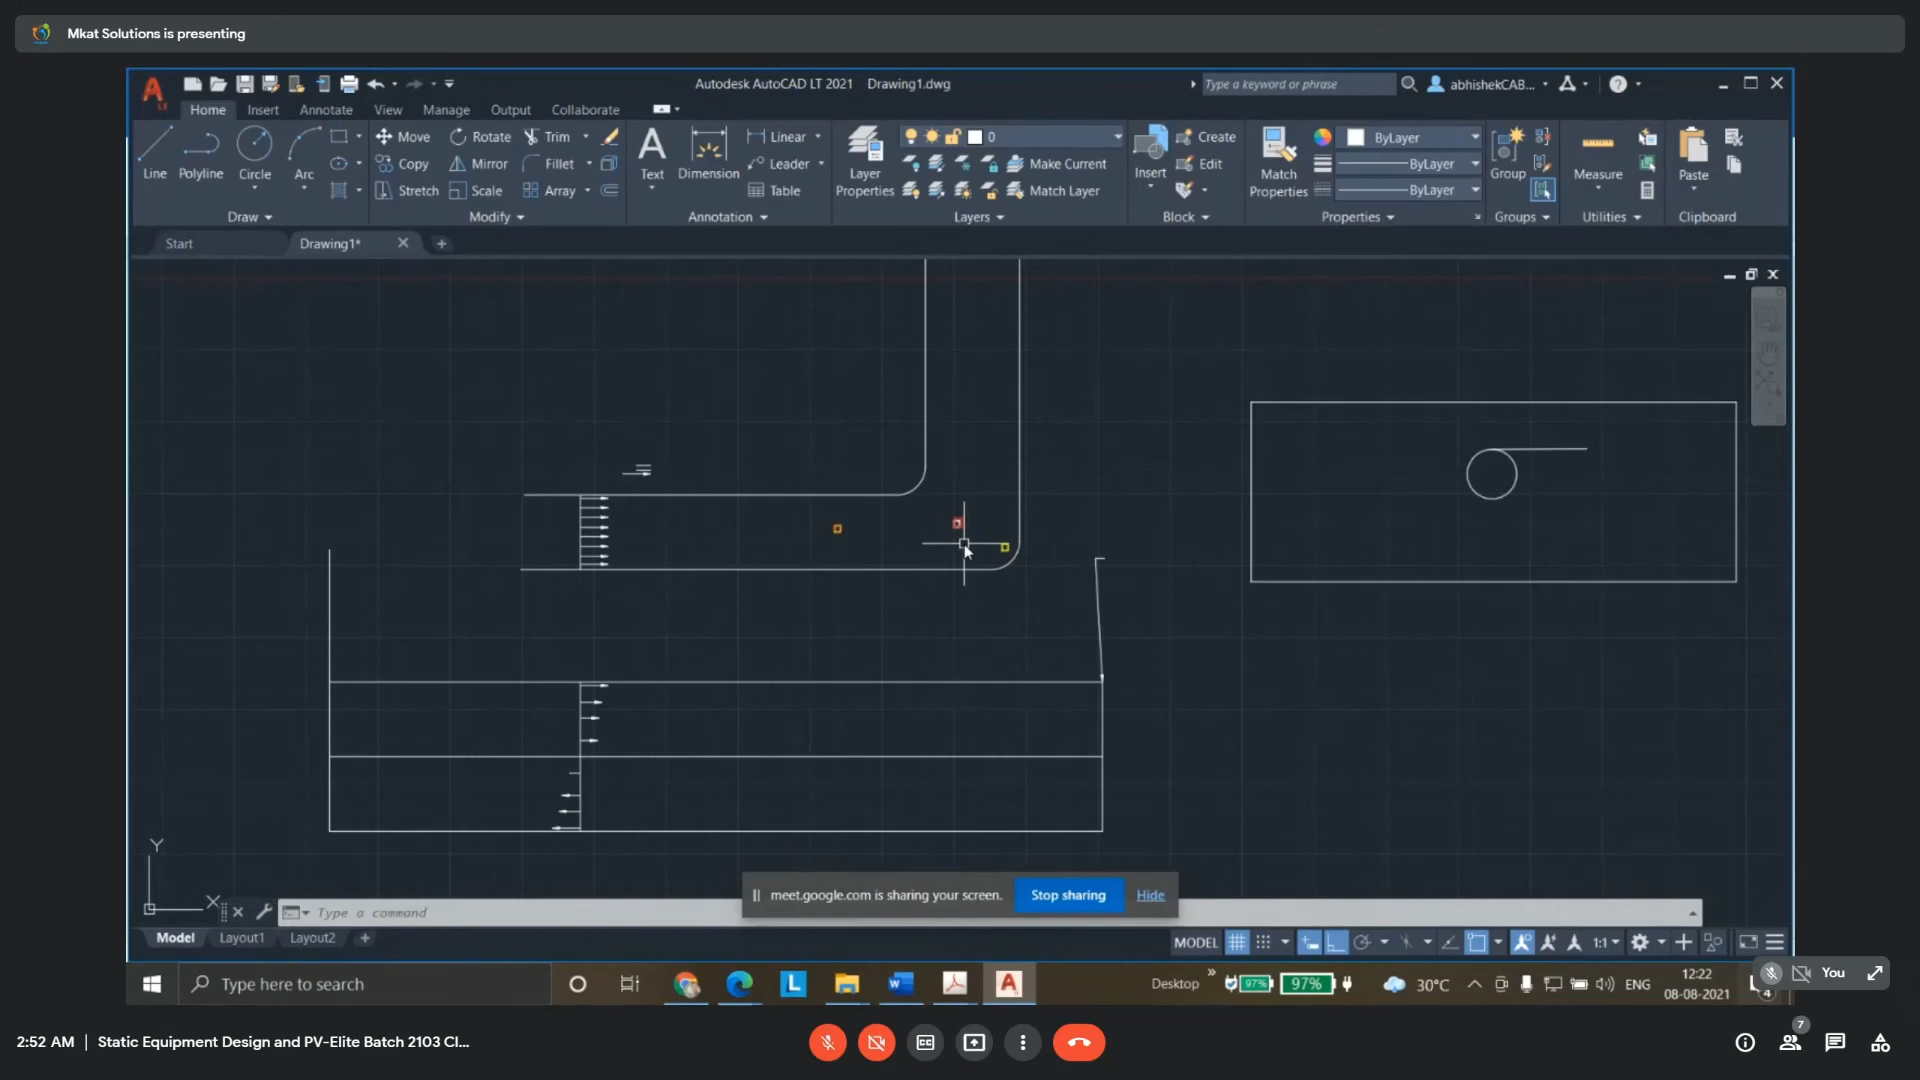 Mkat Solutions is presenting
Autodesk AutoCAD LT 2021 Drawing1.dwg
Type a keyword or phrase
abhishekCAB...
Home Insert Annotate View Manage Output Collaborate
Line Polyline Circle Arc
Move Rotate Trim
Copy Mirror Fillet
Stretch Scale Array
Text Dimension
Linear
Leader
Table
Layer Properties
0
Make Current
Match Layer
Insert
Create
Edit
Match Properties
ByLayer
ByLayer
ByLayer
Group
Measure
Paste
Draw Modify Annotation Layers Block Properties Groups Utilities Clipboard
Start Drawing1*
Y
X
meet.google.com is sharing your screen. Stop sharing Hide
Type a command
Model Layout1 Layout2
MODEL 1:1
Type here to search
Desktop
97%
97%
30°C
ENG
12:22
08-08-2021
4
You
2:52 AM | Static Equipment Design and PV-Elite Batch 2103 Cl...
7